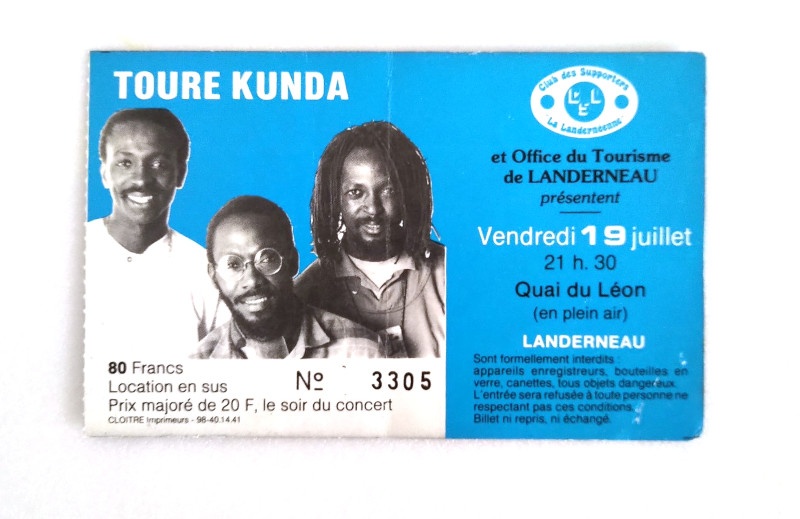 TOURE KUNDA
80 Francs
Location en sus
Nº 3305
Prix majoré de 20 F, le soir du concert
CLOITRE Imprimeurs - 98-40.14.41
Club des Supporters
La Landernéenne
et Office du Tourisme
de LANDERNEAU
présentent
Vendredi 19 juillet
21 h. 30
Quai du Léon
(en plein air)
LANDERNEAU
Sont formellement interdits :
appareils enregistreurs, bouteilles en
verre, canettes, tous objets dangereux.
L'entrée sera refusée à toute personne ne
respectant pas ces conditions.
Billet ni repris, ni échangé.